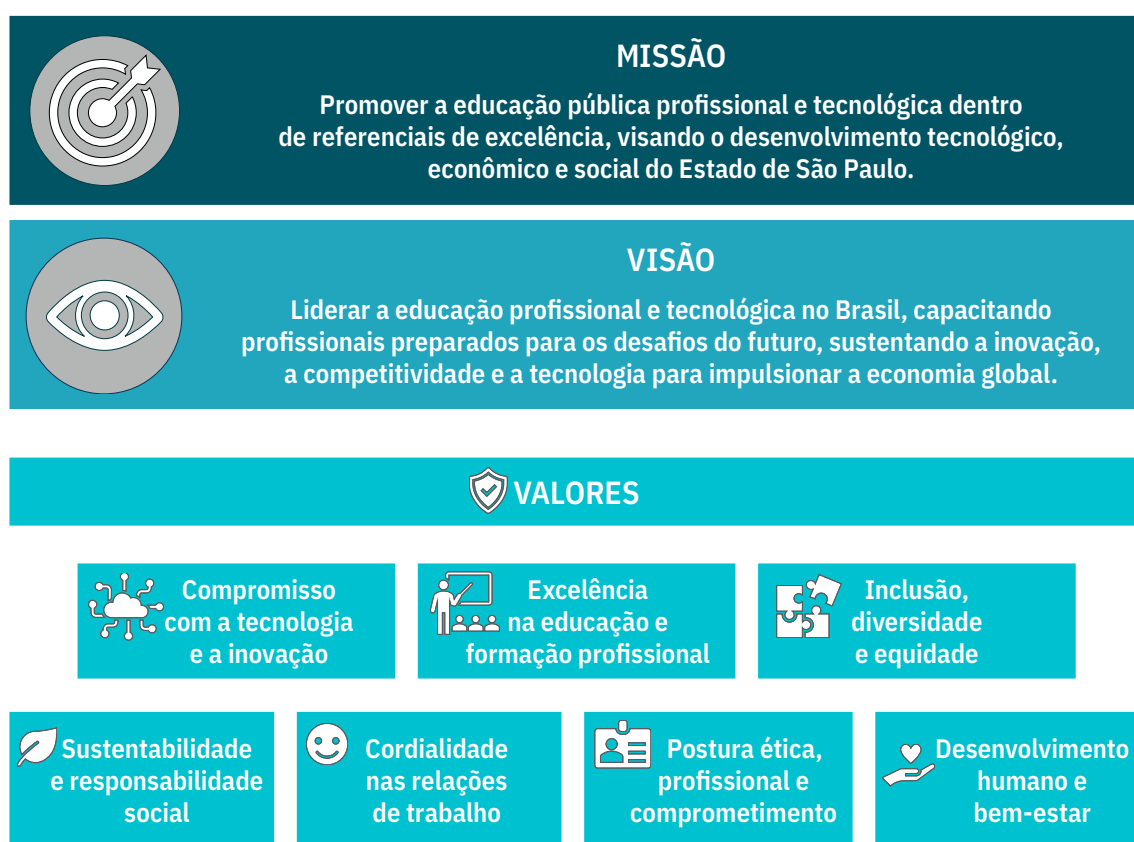 MISSÃO
Promover a educação pública profissional e tecnológica dentro
de referenciais de excelência, visando o desenvolvimento tecnológico,
econômico e social do Estado de São Paulo.
VISÃO
Liderar a educação profissional e tecnológica no Brasil, capacitando
profissionais preparados para os desafios do futuro, sustentando a inovação,
a competitividade e a tecnologia para impulsionar a economia global.
VALORES
Compromisso
com a tecnologia
e a inovação
Excelência
na educação e
formação profissional
Inclusão,
diversidade
e equidade
Sustentabilidade
e responsabilidade
social
Cordialidade
nas relações
de trabalho
Postura ética,
profissional e
comprometimento
Desenvolvimento
humano e
bem-estar